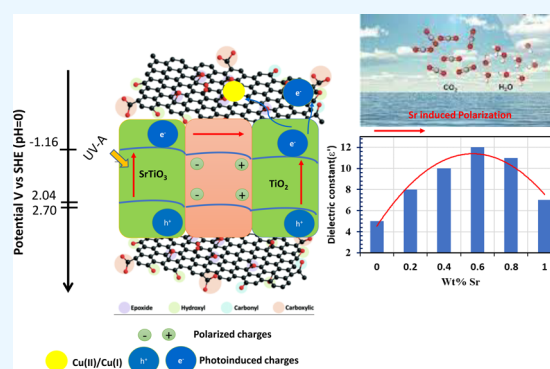 Potential V vs SHE (pH=0)
-1.16
2.04
2.70
UV-A
e⁻
e⁻
e⁻
SrTiO₃
TiO₂
- +
- +
h⁺
h⁺
Epoxide Hydroxyl Carbonyl Carboxylic
- + Polarized charges
Cu(II)/Cu(I) h⁺ e⁻ Photoinduced charges
CO₂ H₂O
Sr induced Polarization
Dielectric constant(ε')
12
10
8
6
4
2
0 0.2 0.4 0.6 0.8 1
Wt% Sr